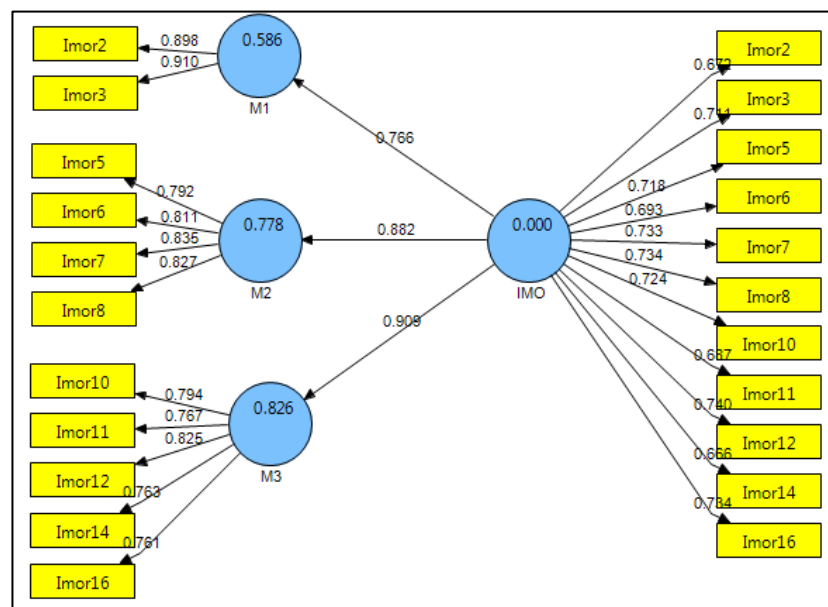 Imor2
0.898
0.586
Imor2
0.672
0.910
Imor3
M1
Imor3
0.711
0.766
Imor5
Imor5
0.792
0.718
Imor6
0.811
0.778
0.882
0.000
0.693
Imor6
0.835
0.733
Imor7
Imor7
0.827
0.734
M2
IMO
0.724
Imor8
Imor8
0.909
Imor10
Imor10
0.794
0.687
0.767
0.826
Imor11
Imor11
0.825
0.740
Imor12
Imor12
M3
0.666
0.763
Imor14
Imor14
0.734
0.761
Imor16
Imor16